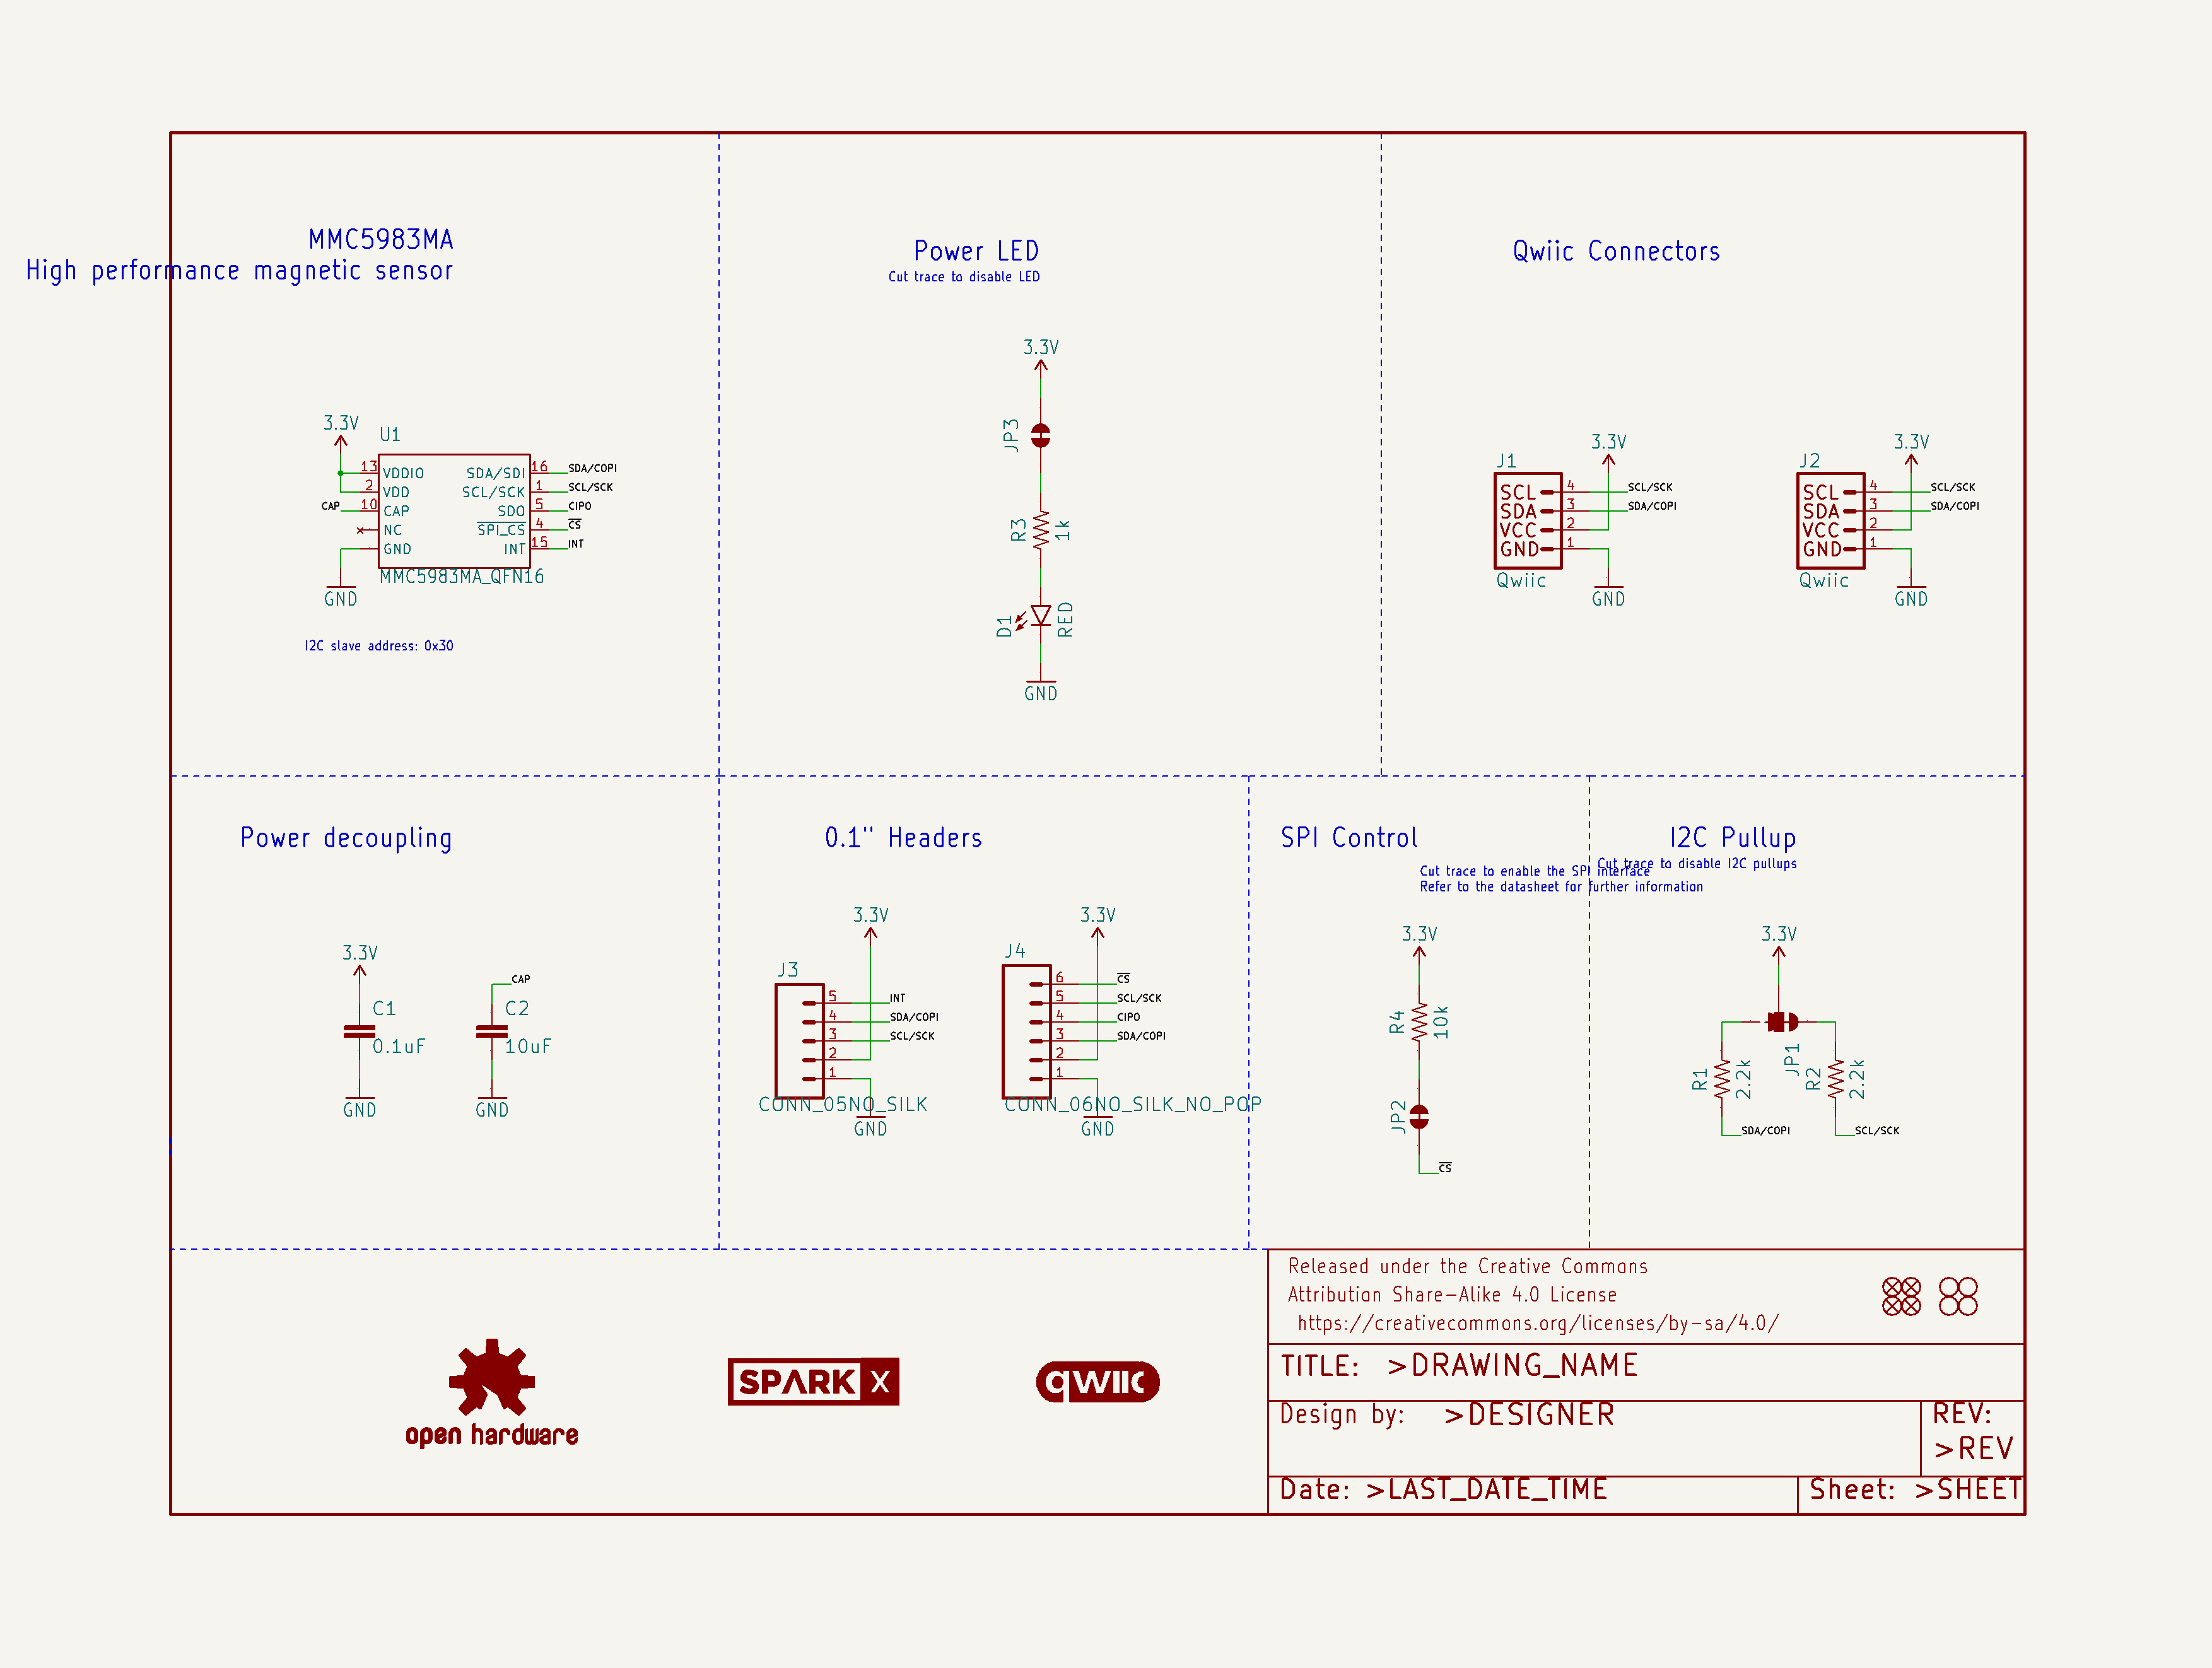 MMC5983MA
High performance magnetic sensor
3.3V
U1
13 VDDIO
2 VDD
CAP 10 CAP
NC
GND
SDA/SDI 16 SDA/COPI
SCL/SCK 1 SCL/SCK
SDO 5 CIPO
SPI_CS 4 CS
INT 15 INT
MMC5983MA_QFN16
GND
I2C slave address: 0x30
Power LED
Cut trace to disable LED
3.3V
JP3
R3
1k
D1
RED
GND
Qwiic Connectors
3.3V
J1
SCL 4 SCL/SCK
SDA 3 SDA/COPI
VCC 2
GND 1
Qwiic
GND
3.3V
J2
SCL 4 SCL/SCK
SDA 3 SDA/COPI
VCC 2
GND 1
Qwiic
GND
Power decoupling
3.3V
C1
0.1uF
GND
CAP
C2
10uF
GND
0.1" Headers
3.3V
J3
5 INT
4 SDA/COPI
3 SCL/SCK
2
1
CONN_05NO_SILK
GND
3.3V
J4
6 CS
5 SCL/SCK
4 CIPO
3 SDA/COPI
2
1
CONN_06NO_SILK_NO_POP
GND
SPI Control
Cut trace to enable the SPI interface
Refer to the datasheet for further information
3.3V
R4
10k
JP2
CS
I2C Pullup
Cut trace to disable I2C pullups
3.3V
JP1
R1
2.2k
R2
2.2k
SDA/COPI
SCL/SCK
open hardware
SPARK X
qwiic
Released under the Creative Commons
Attribution Share-Alike 4.0 License
https://creativecommons.org/licenses/by-sa/4.0/
TITLE: >DRAWING_NAME
Design by: >DESIGNER
REV:
>REV
Date: >LAST_DATE_TIME
Sheet: >SHEET